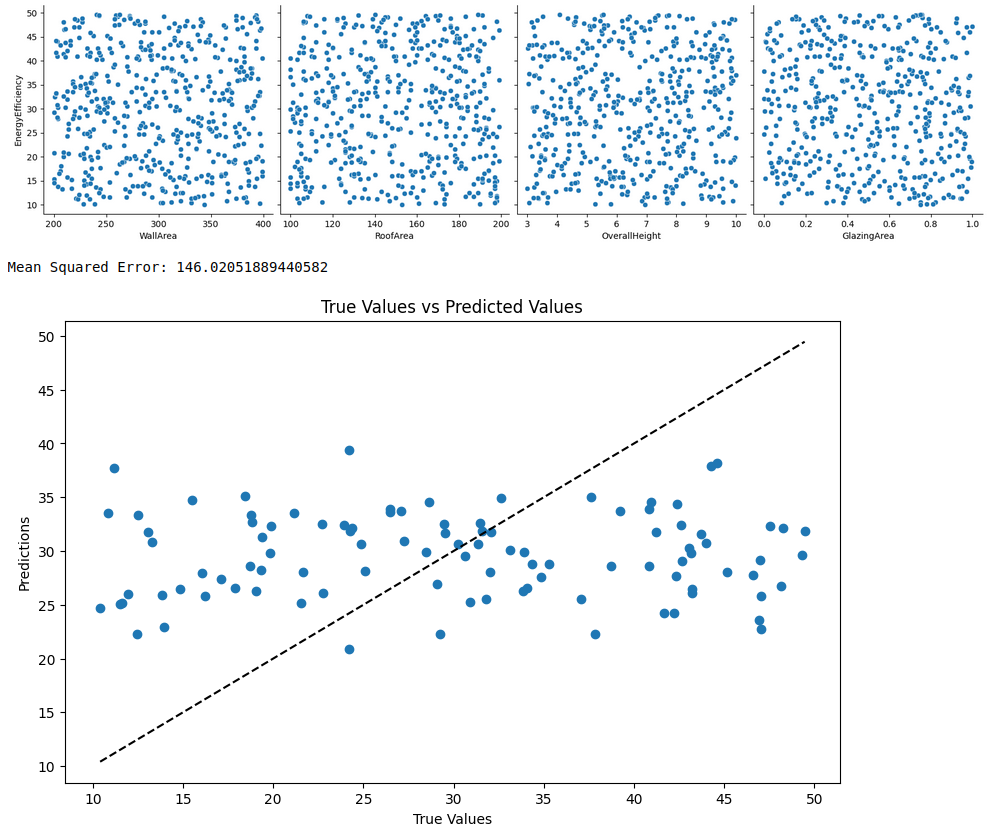 50
45
40
35
30
25
20
15
10
EnergyEfficiency
200 250 300 350 400
100 120 140 160 180 200
3 4 5 6 7 8 9 10
0.0 0.2 0.4 0.6 0.8 1.0
WallArea RoofArea OverallHeight GlazingArea
Mean Squared Error: 146.02051889440582
True Values vs Predicted Values
50
45
40
35
30
25
20
15
10
Predictions
10 15 20 25 30 35 40 45 50
True Values